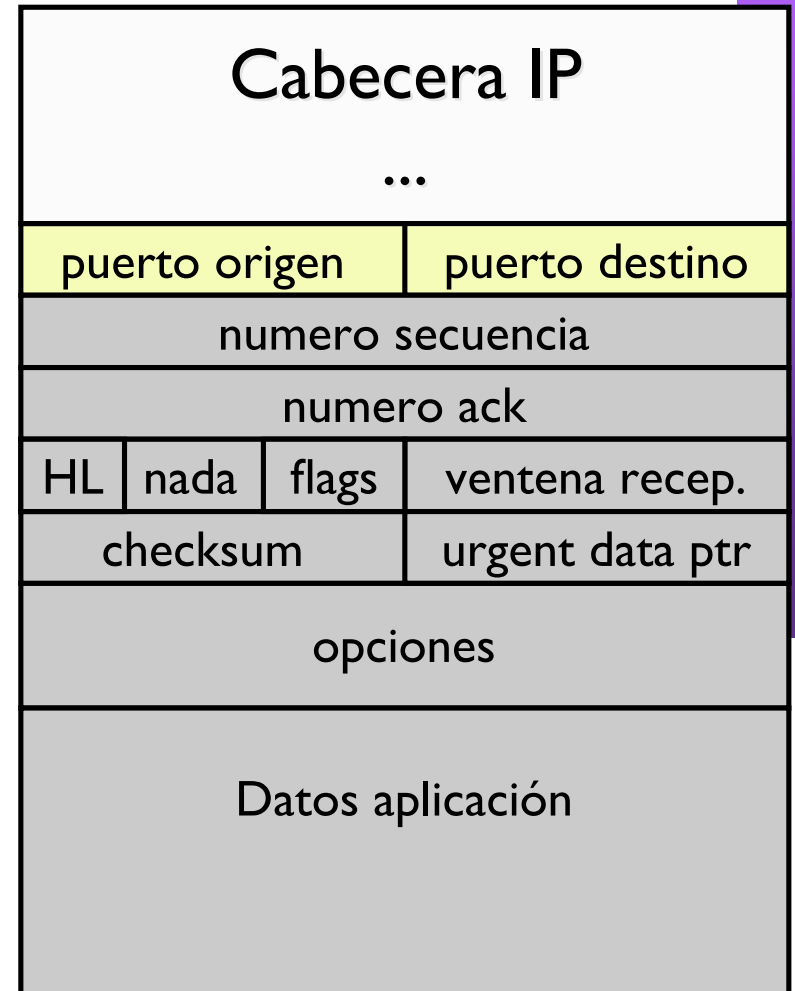 Cabecera IP
...
puerto origen puerto destino
numero secuencia
numero ack
HL nada flags ventena recep.
checksum urgent data ptr
opciones
Datos aplicación